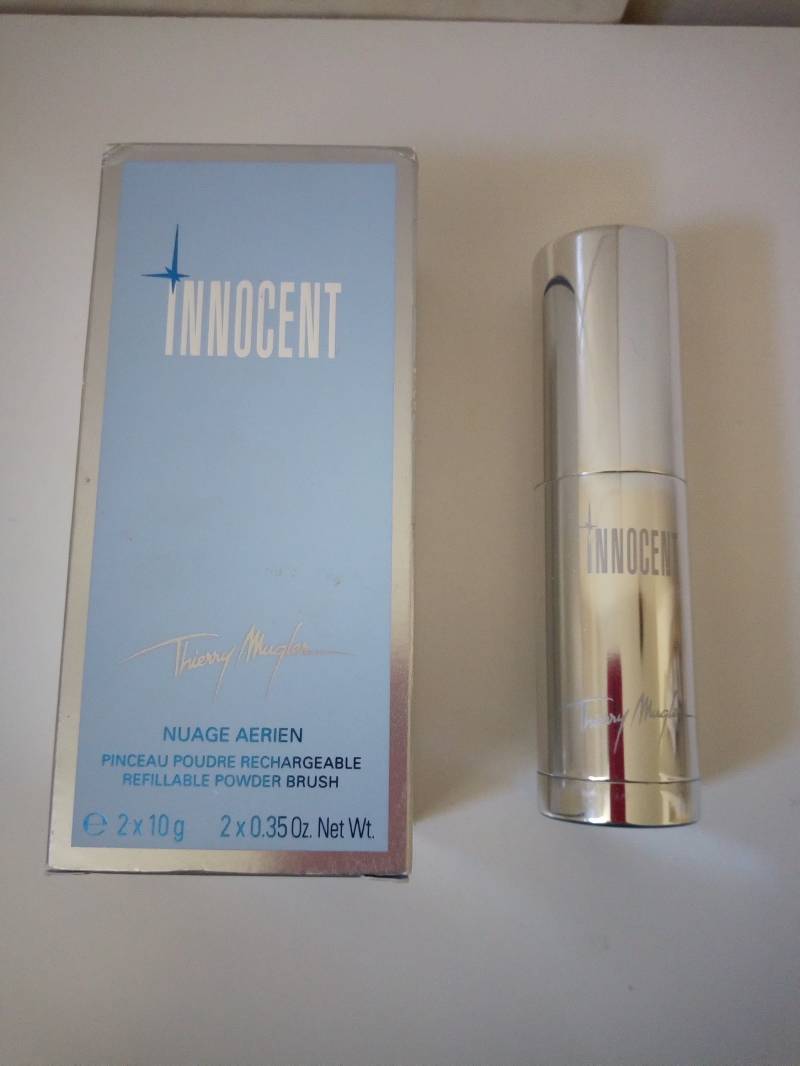 INNOCENT
Thierry Mugler
NUAGE AERIEN
PINCEAU POUDRE RECHARGEABLE
REFILLABLE POWDER BRUSH
℮ 2 x 10 g 2 x 0.35 Oz. Net Wt.
INNOCENT
Thierry Mugler